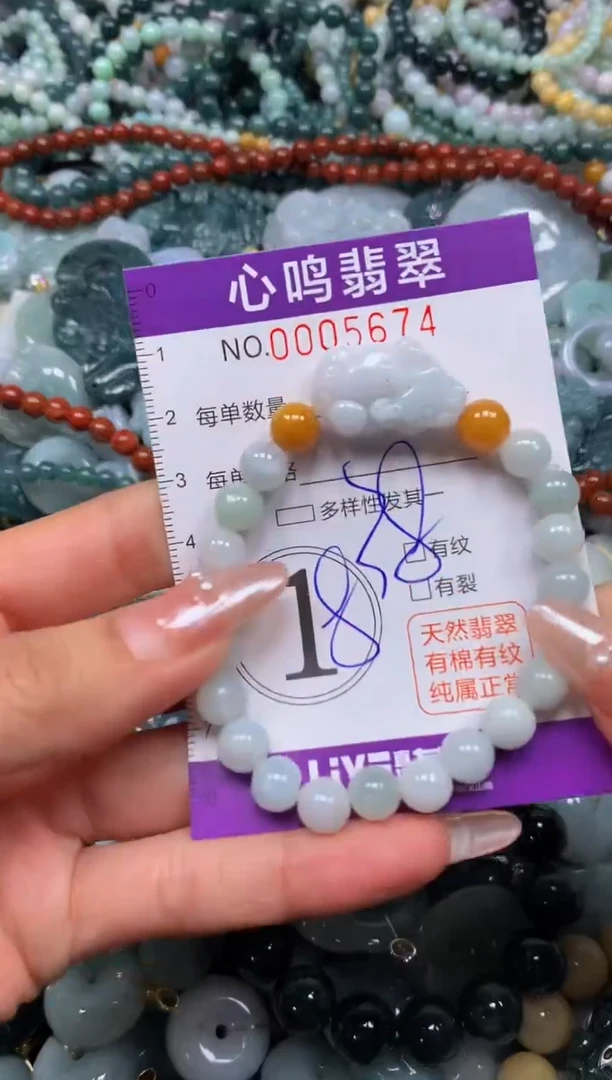 心鸣翡翠
NO.0005674
0
1
2
3
4
每单数量
每单
多样性发其一
有纹
有裂
1
8
天然翡翠
有棉有纹
纯属正常